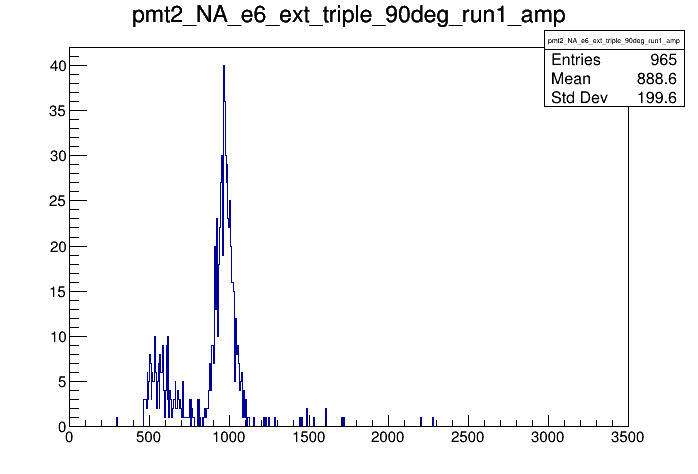 pmt2_NA_e6_ext_triple_90deg_run1_amp
pmt2_NA_e6_ext_triple_90deg_run1_amp
Entries 965
Mean 888.6
Std Dev 199.6
40
35
30
25
20
15
10
5
0
0 500 1000 1500 2000 2500 3000 3500